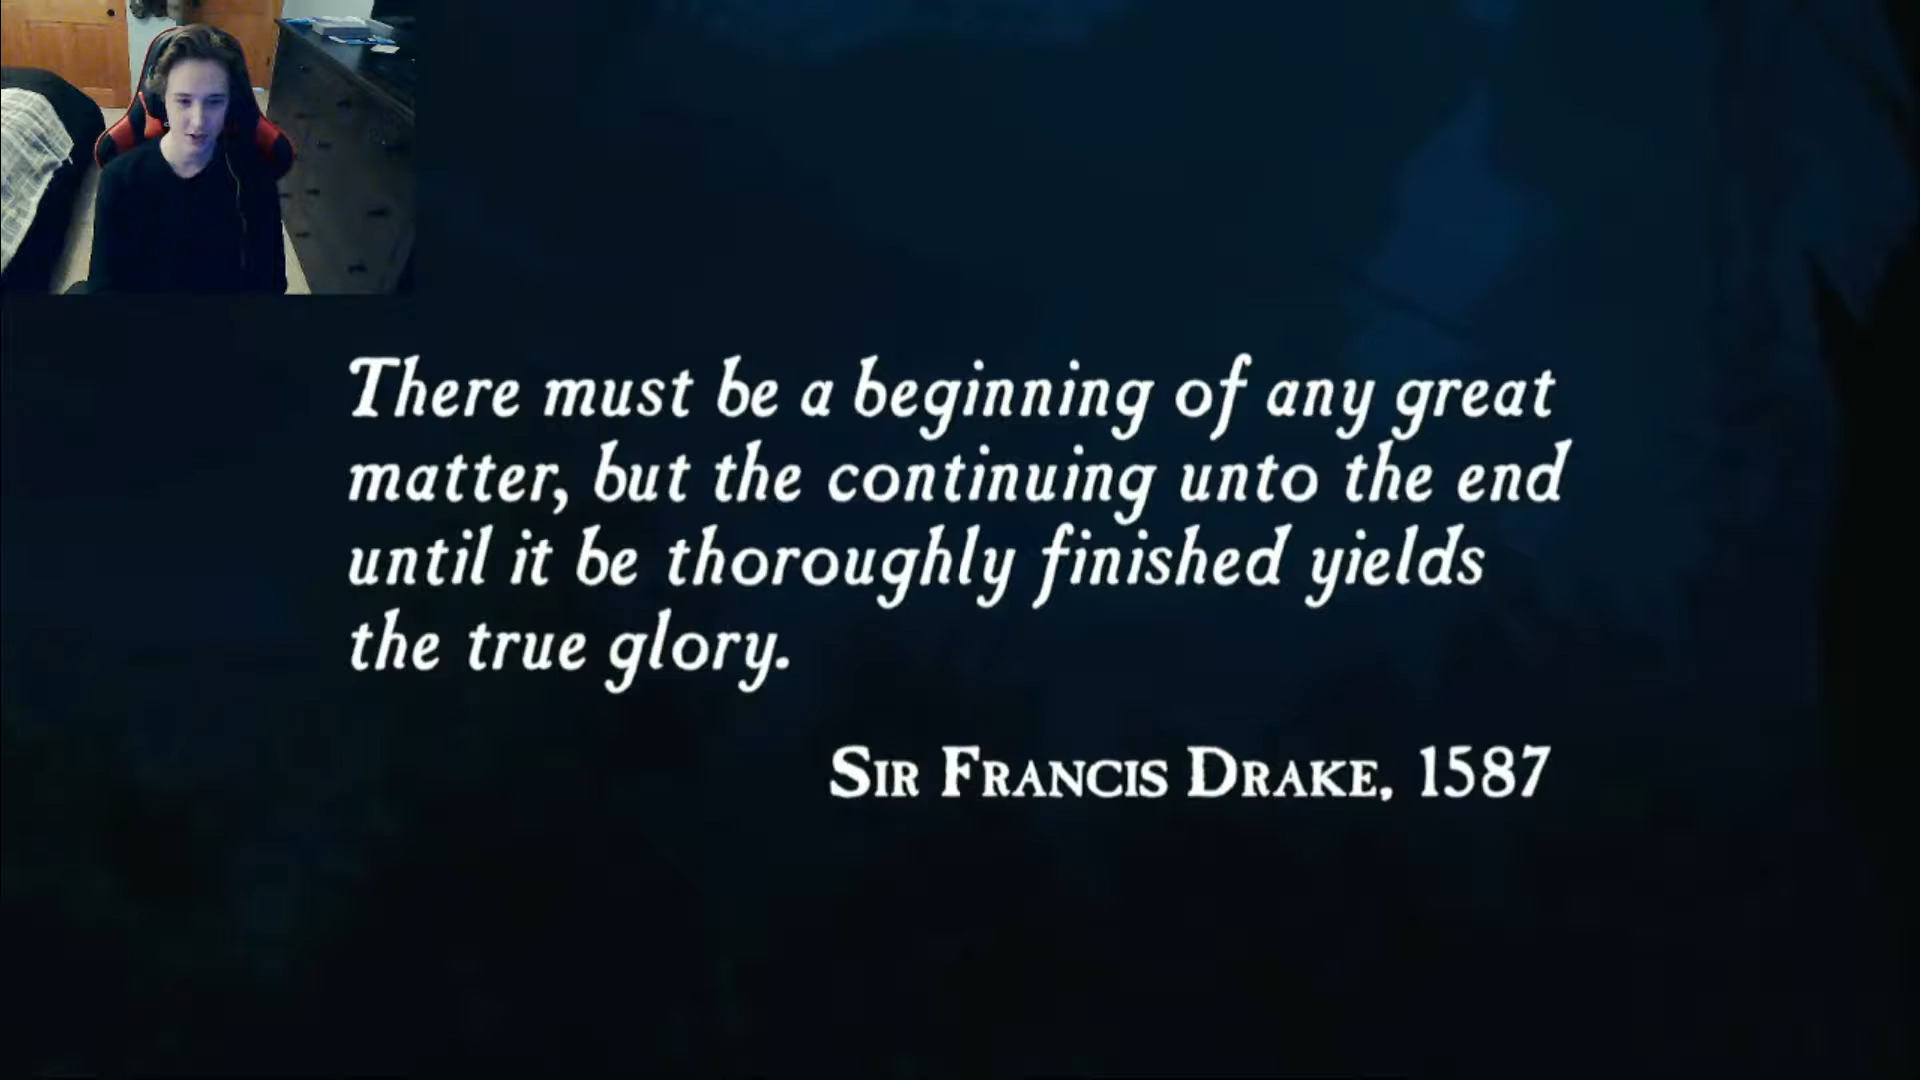 There must be a beginning of any great
matter, but the continuing unto the end
until it be thoroughly finished yields
the true glory.
Sir Francis Drake, 1587